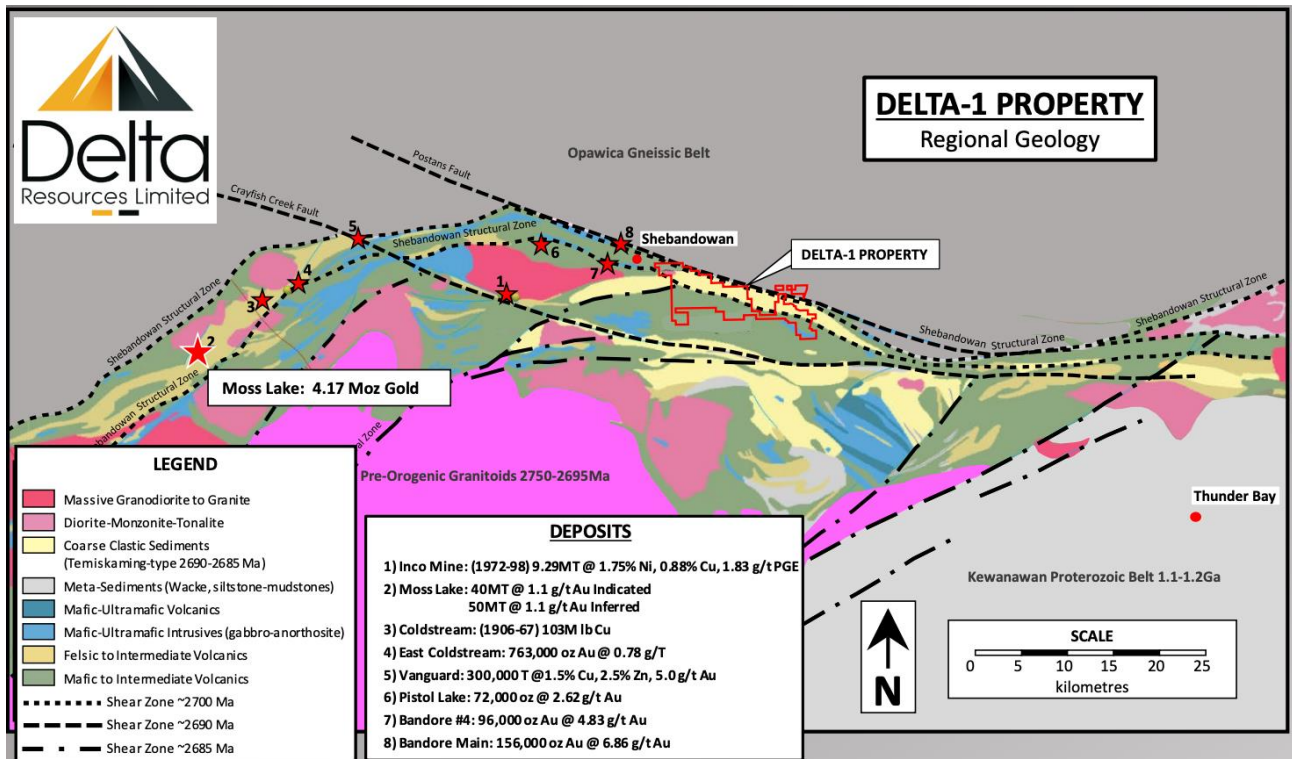 Delta
Resources Limited
DELTA-1 PROPERTY
Regional Geology
Opawica Gneissic Belt
Postans Fault
Crayfish Creek Fault
5
Shebandowan Structural Zone
8
Shebandowan
6
7
DELTA-1 PROPERTY
4
1
3
Shebandowan Structural Zone
Shebandowan Structural Zone
Shebandowan Structural Zone
2
Moss Lake: 4.17 Moz Gold
Structural Zone
Zone
Pre-Orogenic Granitoids 2750-2695Ma
Thunder Bay
Kewanawan Proterozoic Belt 1.1-1.2Ga
LEGEND
Massive Granodiorite to Granite
Diorite-Monzonite-Tonalite
Coarse Clastic Sediments
(Temiskaming-type 2690-2685 Ma)
Meta-Sediments (Wacke, siltstone-mudstones)
Mafic-Ultramafic Volcanics
Mafic-Ultramafic Intrusives (gabbro-anorthosite)
Felsic to Intermediate Volcanics
Mafic to Intermediate Volcanics
Shear Zone ~2700 Ma
Shear Zone ~2690 Ma
Shear Zone ~2685 Ma
DEPOSITS
1) Inco Mine: (1972-98) 9.29MT @ 1.75% Ni, 0.88% Cu, 1.83 g/t PGE
2) Moss Lake: 40MT @ 1.1 g/t Au Indicated
50MT @ 1.1 g/t Au Inferred
3) Coldstream: (1906-67) 103M lb Cu
4) East Coldstream: 763,000 oz Au @ 0.78 g/T
5) Vanguard: 300,000 T @1.5% Cu, 2.5% Zn, 5.0 g/t Au
6) Pistol Lake: 72,000 oz @ 2.62 g/t Au
7) Bandore #4: 96,000 oz Au @ 4.83 g/t Au
8) Bandore Main: 156,000 oz Au @ 6.86 g/t Au
N
SCALE
0 5 10 15 20 25
kilometres